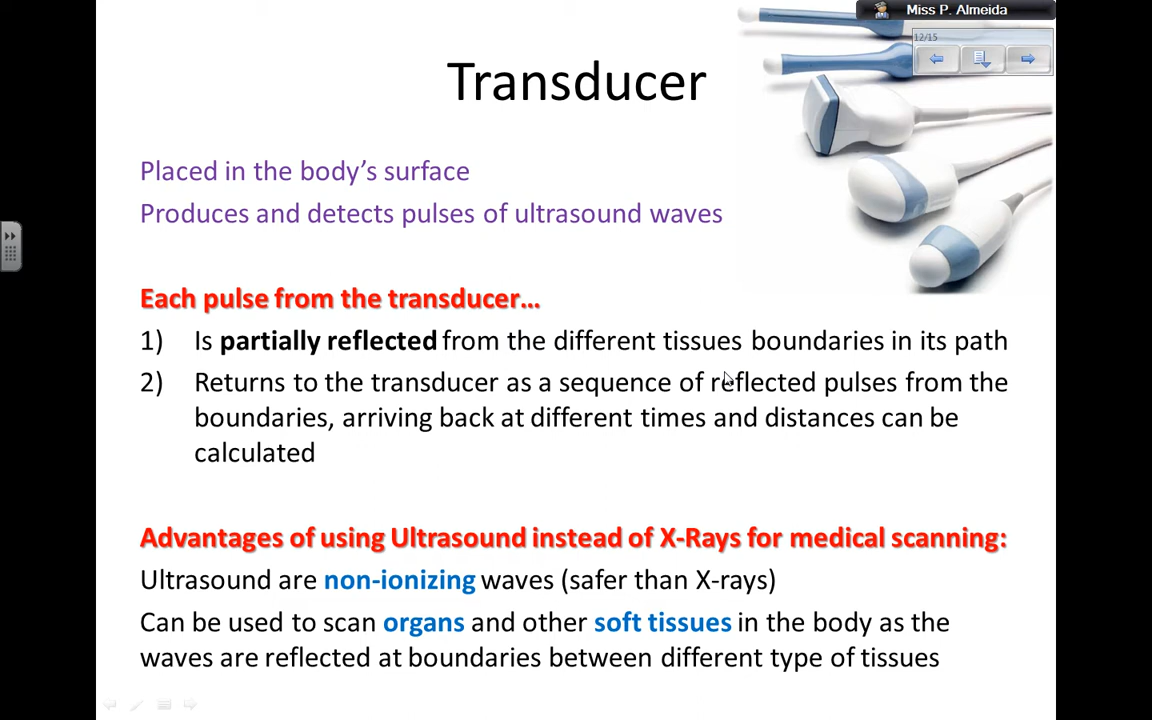 Miss P. Almeida
12/15
Transducer
Placed in the body's surface
Produces and detects pulses of ultrasound waves
Each pulse from the transducer...
1) Is partially reflected from the different tissues boundaries in its path
2) Returns to the transducer as a sequence of reflected pulses from the
boundaries, arriving back at different times and distances can be
calculated
Advantages of using Ultrasound instead of X-Rays for medical scanning:
Ultrasound are non-ionizing waves (safer than X-rays)
Can be used to scan organs and other soft tissues in the body as the
waves are reflected at boundaries between different type of tissues